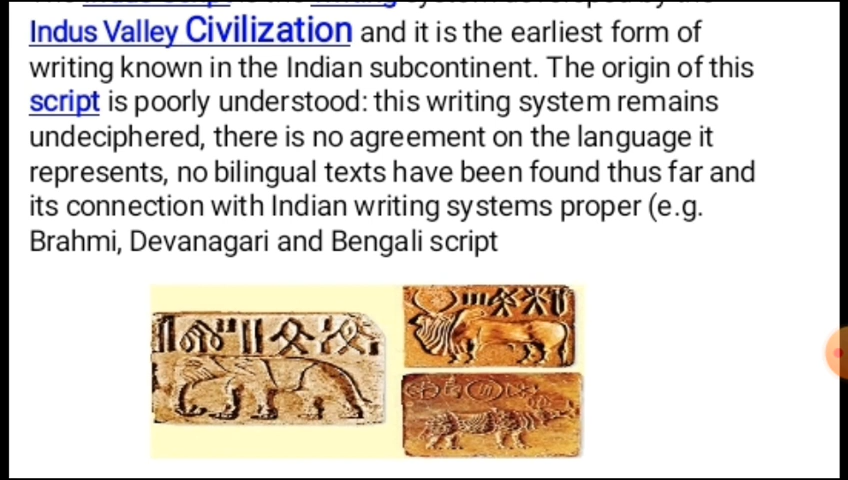 Indus Valley Civilization and it is the earliest form of
writing known in the Indian subcontinent. The origin of this
script is poorly understood: this writing system remains
undeciphered, there is no agreement on the language it
represents, no bilingual texts have been found thus far and
its connection with Indian writing systems proper (e.g.
Brahmi, Devanagari and Bengali script